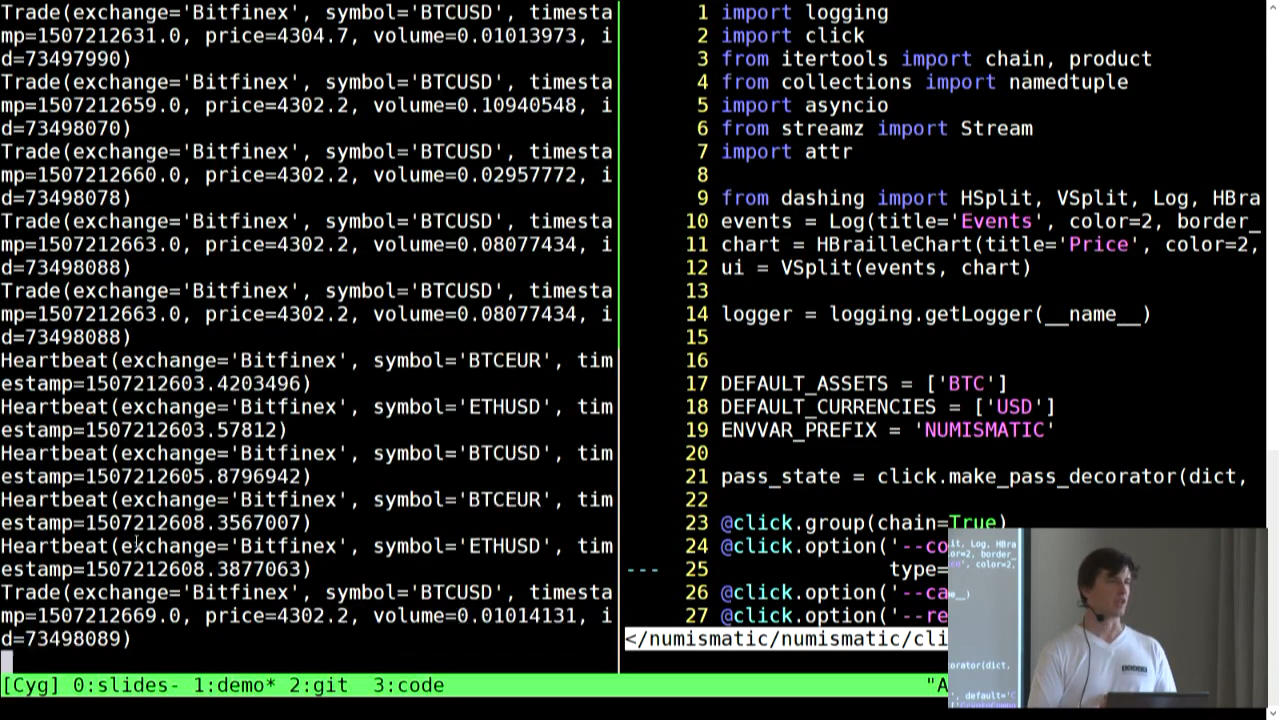 Trade(exchange='Bitfinex', symbol='BTCUSD', timesta
mp=1507212631.0, price=4304.7, volume=0.01013973, i
d=73497990)
Trade(exchange='Bitfinex', symbol='BTCUSD', timesta
mp=1507212659.0, price=4302.2, volume=0.10940548, i
d=73498070)
Trade(exchange='Bitfinex', symbol='BTCUSD', timesta
mp=1507212660.0, price=4302.2, volume=0.02957772, i
d=73498078)
Trade(exchange='Bitfinex', symbol='BTCUSD', timesta
mp=1507212663.0, price=4302.2, volume=0.08077434, i
d=73498088)
Trade(exchange='Bitfinex', symbol='BTCUSD', timesta
mp=1507212663.0, price=4302.2, volume=0.08077434, i
d=73498088)
Heartbeat(exchange='Bitfinex', symbol='BTCEUR', tim
estamp=1507212603.4203496)
Heartbeat(exchange='Bitfinex', symbol='ETHUSD', tim
estamp=1507212603.57812)
Heartbeat(exchange='Bitfinex', symbol='BTCUSD', tim
estamp=1507212605.8796942)
Heartbeat(exchange='Bitfinex', symbol='BTCEUR', tim
estamp=1507212608.3567007)
Heartbeat(exchange='Bitfinex', symbol='ETHUSD', tim
estamp=1507212608.3877063)
Trade(exchange='Bitfinex', symbol='BTCUSD', timesta
mp=1507212669.0, price=4302.2, volume=0.01014131, i
d=73498089)
1 import logging
2 import click
3 from itertools import chain, product
4 from collections import namedtuple
5 import asyncio
6 from streamz import Stream
7 import attr
8
9 from dashing import HSplit, VSplit, Log, HBra
10 events = Log(title='Events', color=2, border_
11 chart = HBrailleChart(title='Price', color=2,
12 ui = VSplit(events, chart)
13
14 logger = logging.getLogger(__name__)
15
16
17 DEFAULT_ASSETS = ['BTC']
18 DEFAULT_CURRENCIES = ['USD']
19 ENVVAR_PREFIX = 'NUMISMATIC'
20
21 pass_state = click.make_pass_decorator(dict,
22
23 @click.group(chain=True)
24 @click.option('--co
--- 25 type=
26 @click.option('--ca
27 @click.option('--re
</numismatic/numismatic/cli
[Cyg] 0:slides- 1:demo* 2:git 3:code "A
it, Log, HBra
or=2, border_
color=2,
orator(dict,